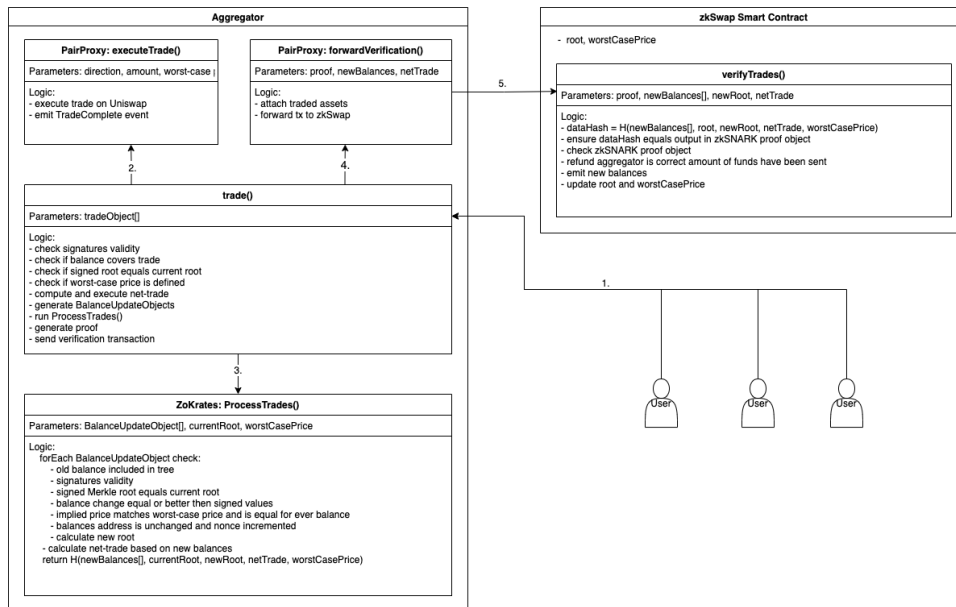 Aggregator
PairProxy: executeTrade()
Parameters: direction, amount, worst-case
Logic:
- execute trade on Uniswap
- emit TradeComplete event
PairProxy: forwardVerification()
Parameters: proof, newBalances, netTrade
Logic:
- attach traded assets
- forward tx to zkSwap
2.
4.
5.
trade()
Parameters: tradeObject[]
Logic:
- check signatures validity
- check if balance covers trade
- check if signed root equals current root
- check if worst-case price is defined
- compute and execute net-trade
- generate BalanceUpdateObjects
- run ProcessTrades()
- generate proof
- send verification transaction
3.
ZoKrates: ProcessTrades()
Parameters: BalanceUpdateObject[], currentRoot, worstCasePrice
Logic:
forEach BalanceUpdateObject check:
- old balance included in tree
- signatures validity
- signed Merkle root equals current root
- balance change equal or better then signed values
- implied price matches worst-case price and is equal for ever balance
- balances address is unchanged and nonce incremented
- calculate new root
- calculate net-trade based on new balances
return H(newBalances[], currentRoot, newRoot, netTrade, worstCasePrice)
zkSwap Smart Contract
- root, worstCasePrice
verifyTrades()
Parameters: proof, newBalances[], newRoot, netTrade
Logic:
- dataHash = H(newBalances[], root, newRoot, netTrade, worstCasePrice)
- ensure dataHash equals output in zkSNARK proof object
- check zkSNARK proof object
- refund aggregator is correct amount of funds have been sent
- emit new balances
- update root and worstCasePrice
1.
User
User
User